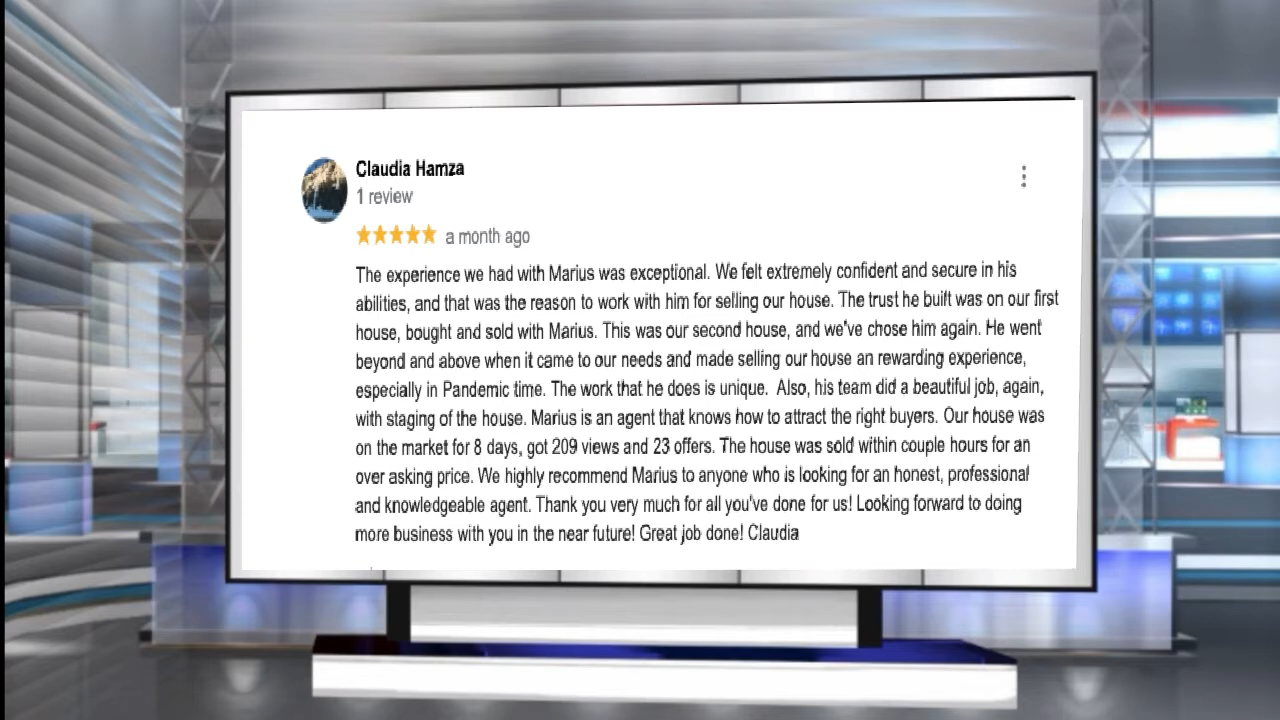 Claudia Hamza
1 review
a month ago
The experience we had with Marius was exceptional. We felt extremely confident and secure in his
abilities, and that was the reason to work with him for selling our house. The trust he built was on our first
house, bought and sold with Marius. This was our second house, and we've chose him again. He went
beyond and above when it came to our needs and made selling our house an rewarding experience,
especially in Pandemic time. The work that he does is unique.  Also, his team did a beautiful job, again,
with staging of the house. Marius is an agent that knows how to attract the right buyers. Our house was
on the market for 8 days, got 209 views and 23 offers. The house was sold within couple hours for an
over asking price. We highly recommend Marius to anyone who is looking for an honest, professional
and knowledgeable agent. Thank you very much for all you've done for us! Looking forward to doing
more business with you in the near future! Great job done! Claudia